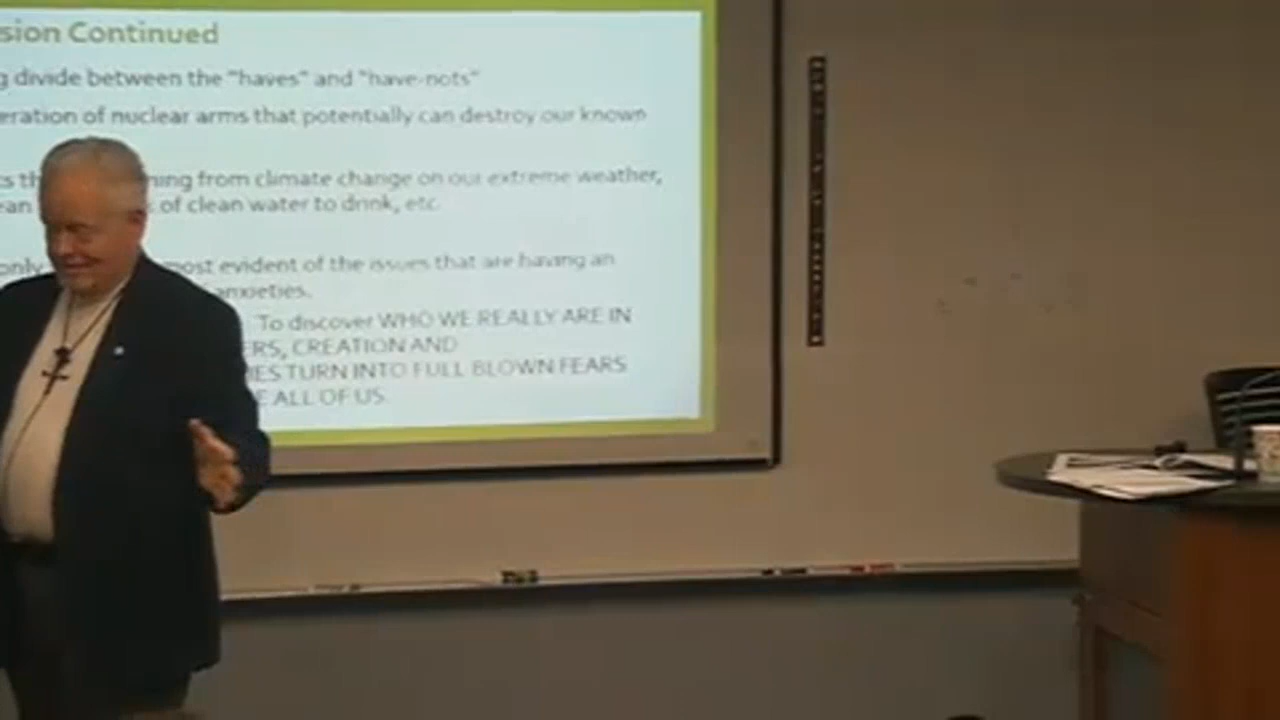 sion Continued
g divide between the "haves" and "have-nots"
eration of nuclear arms that potentially can destroy our known
ts th ning from climate change on our extreme weather,
ean of clean water to drink, etc.
only ost evident of the issues that are having an
anxieties.
To discover WHO WE REALLY ARE IN
ERS, CREATION AND
IES TURN INTO FULL BLOWN FEARS
E ALL OF US.